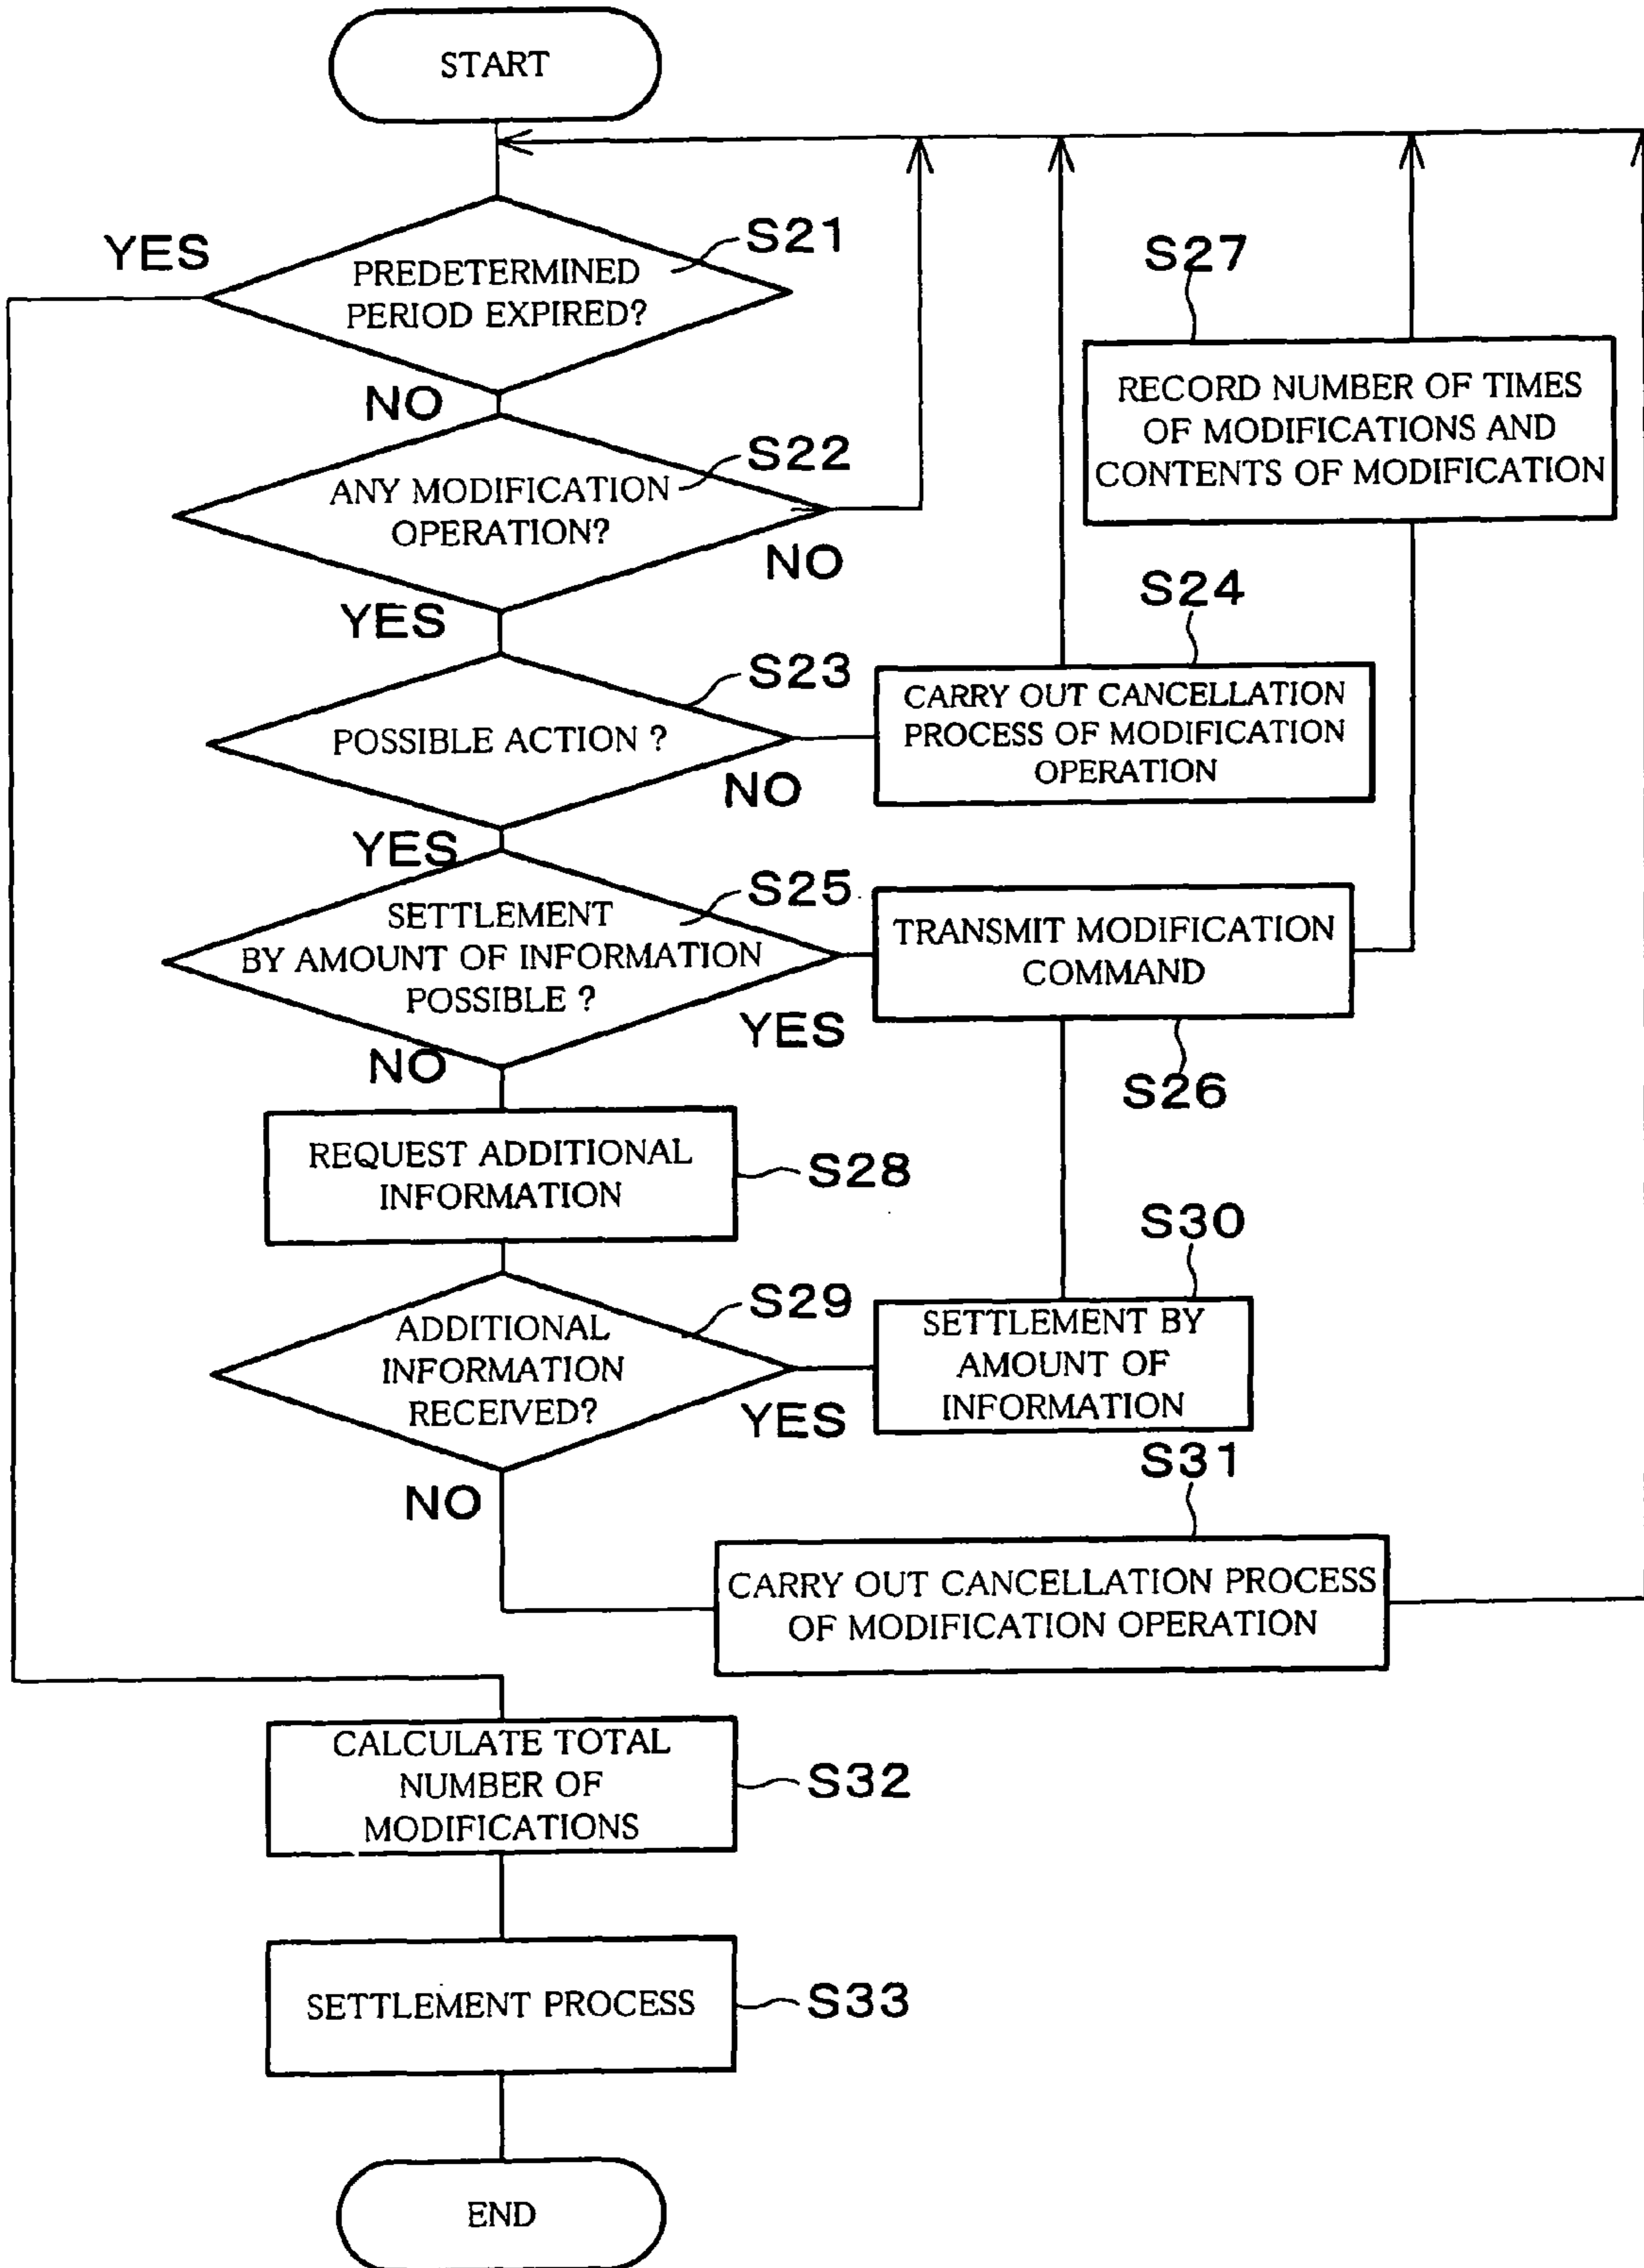 START
YES
S21
PREDETERMINED
PERIOD EXPIRED?
NO
S22
ANY MODIFICATION
OPERATION?
NO
YES
S27
RECORD NUMBER OF TIMES
OF MODIFICATIONS AND
CONTENTS OF MODIFICATION
S23
POSSIBLE ACTION ?
NO
YES
S24
CARRY OUT CANCELLATION
PROCESS OF MODIFICATION
OPERATION
S25
SETTLEMENT
BY AMOUNT OF INFORMATION
POSSIBLE ?
YES
NO
TRANSMIT MODIFICATION
COMMAND
S26
REQUEST ADDITIONAL
INFORMATION
S28
S29
ADDITIONAL
INFORMATION
RECEIVED?
YES
NO
S30
SETTLEMENT BY
AMOUNT OF
INFORMATION
S31
CARRY OUT CANCELLATION PROCESS
OF MODIFICATION OPERATION
CALCULATE TOTAL
NUMBER OF
MODIFICATIONS
S32
SETTLEMENT PROCESS
S33
END